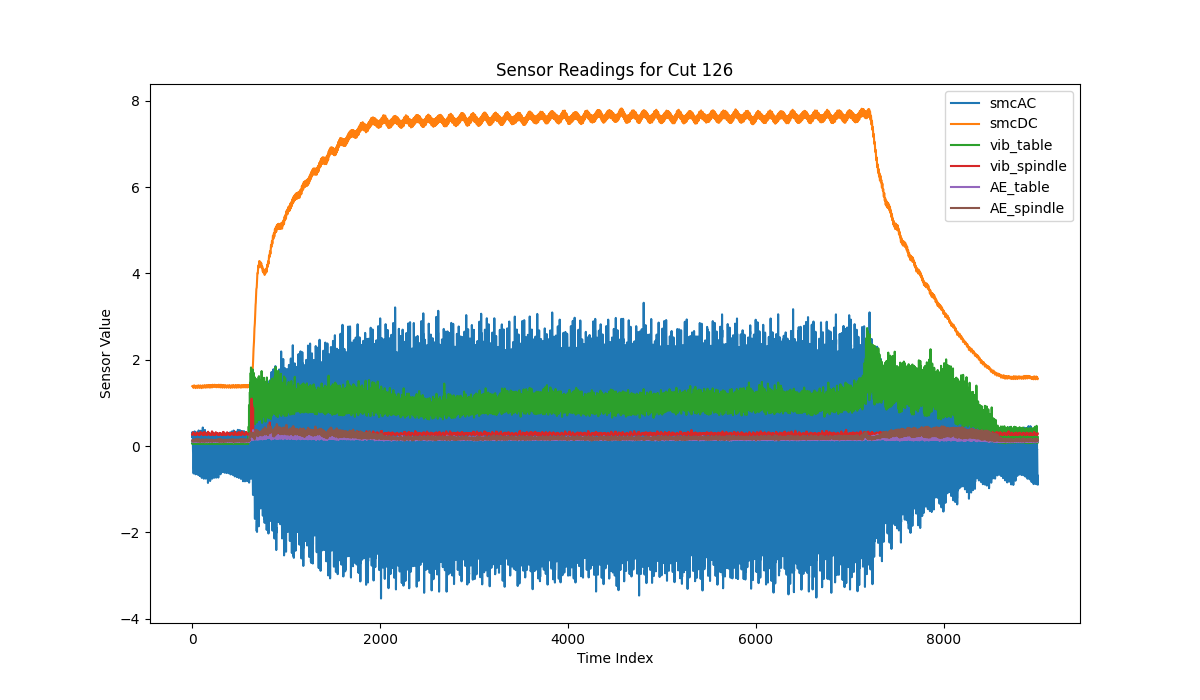 Sensor Readings for Cut 126
smcAC
smcDC
vib_table
vib_spindle
AE_table
AE_spindle
Sensor Value
8
6
4
2
0
−2
−4
0 2000 4000 6000 8000
Time Index